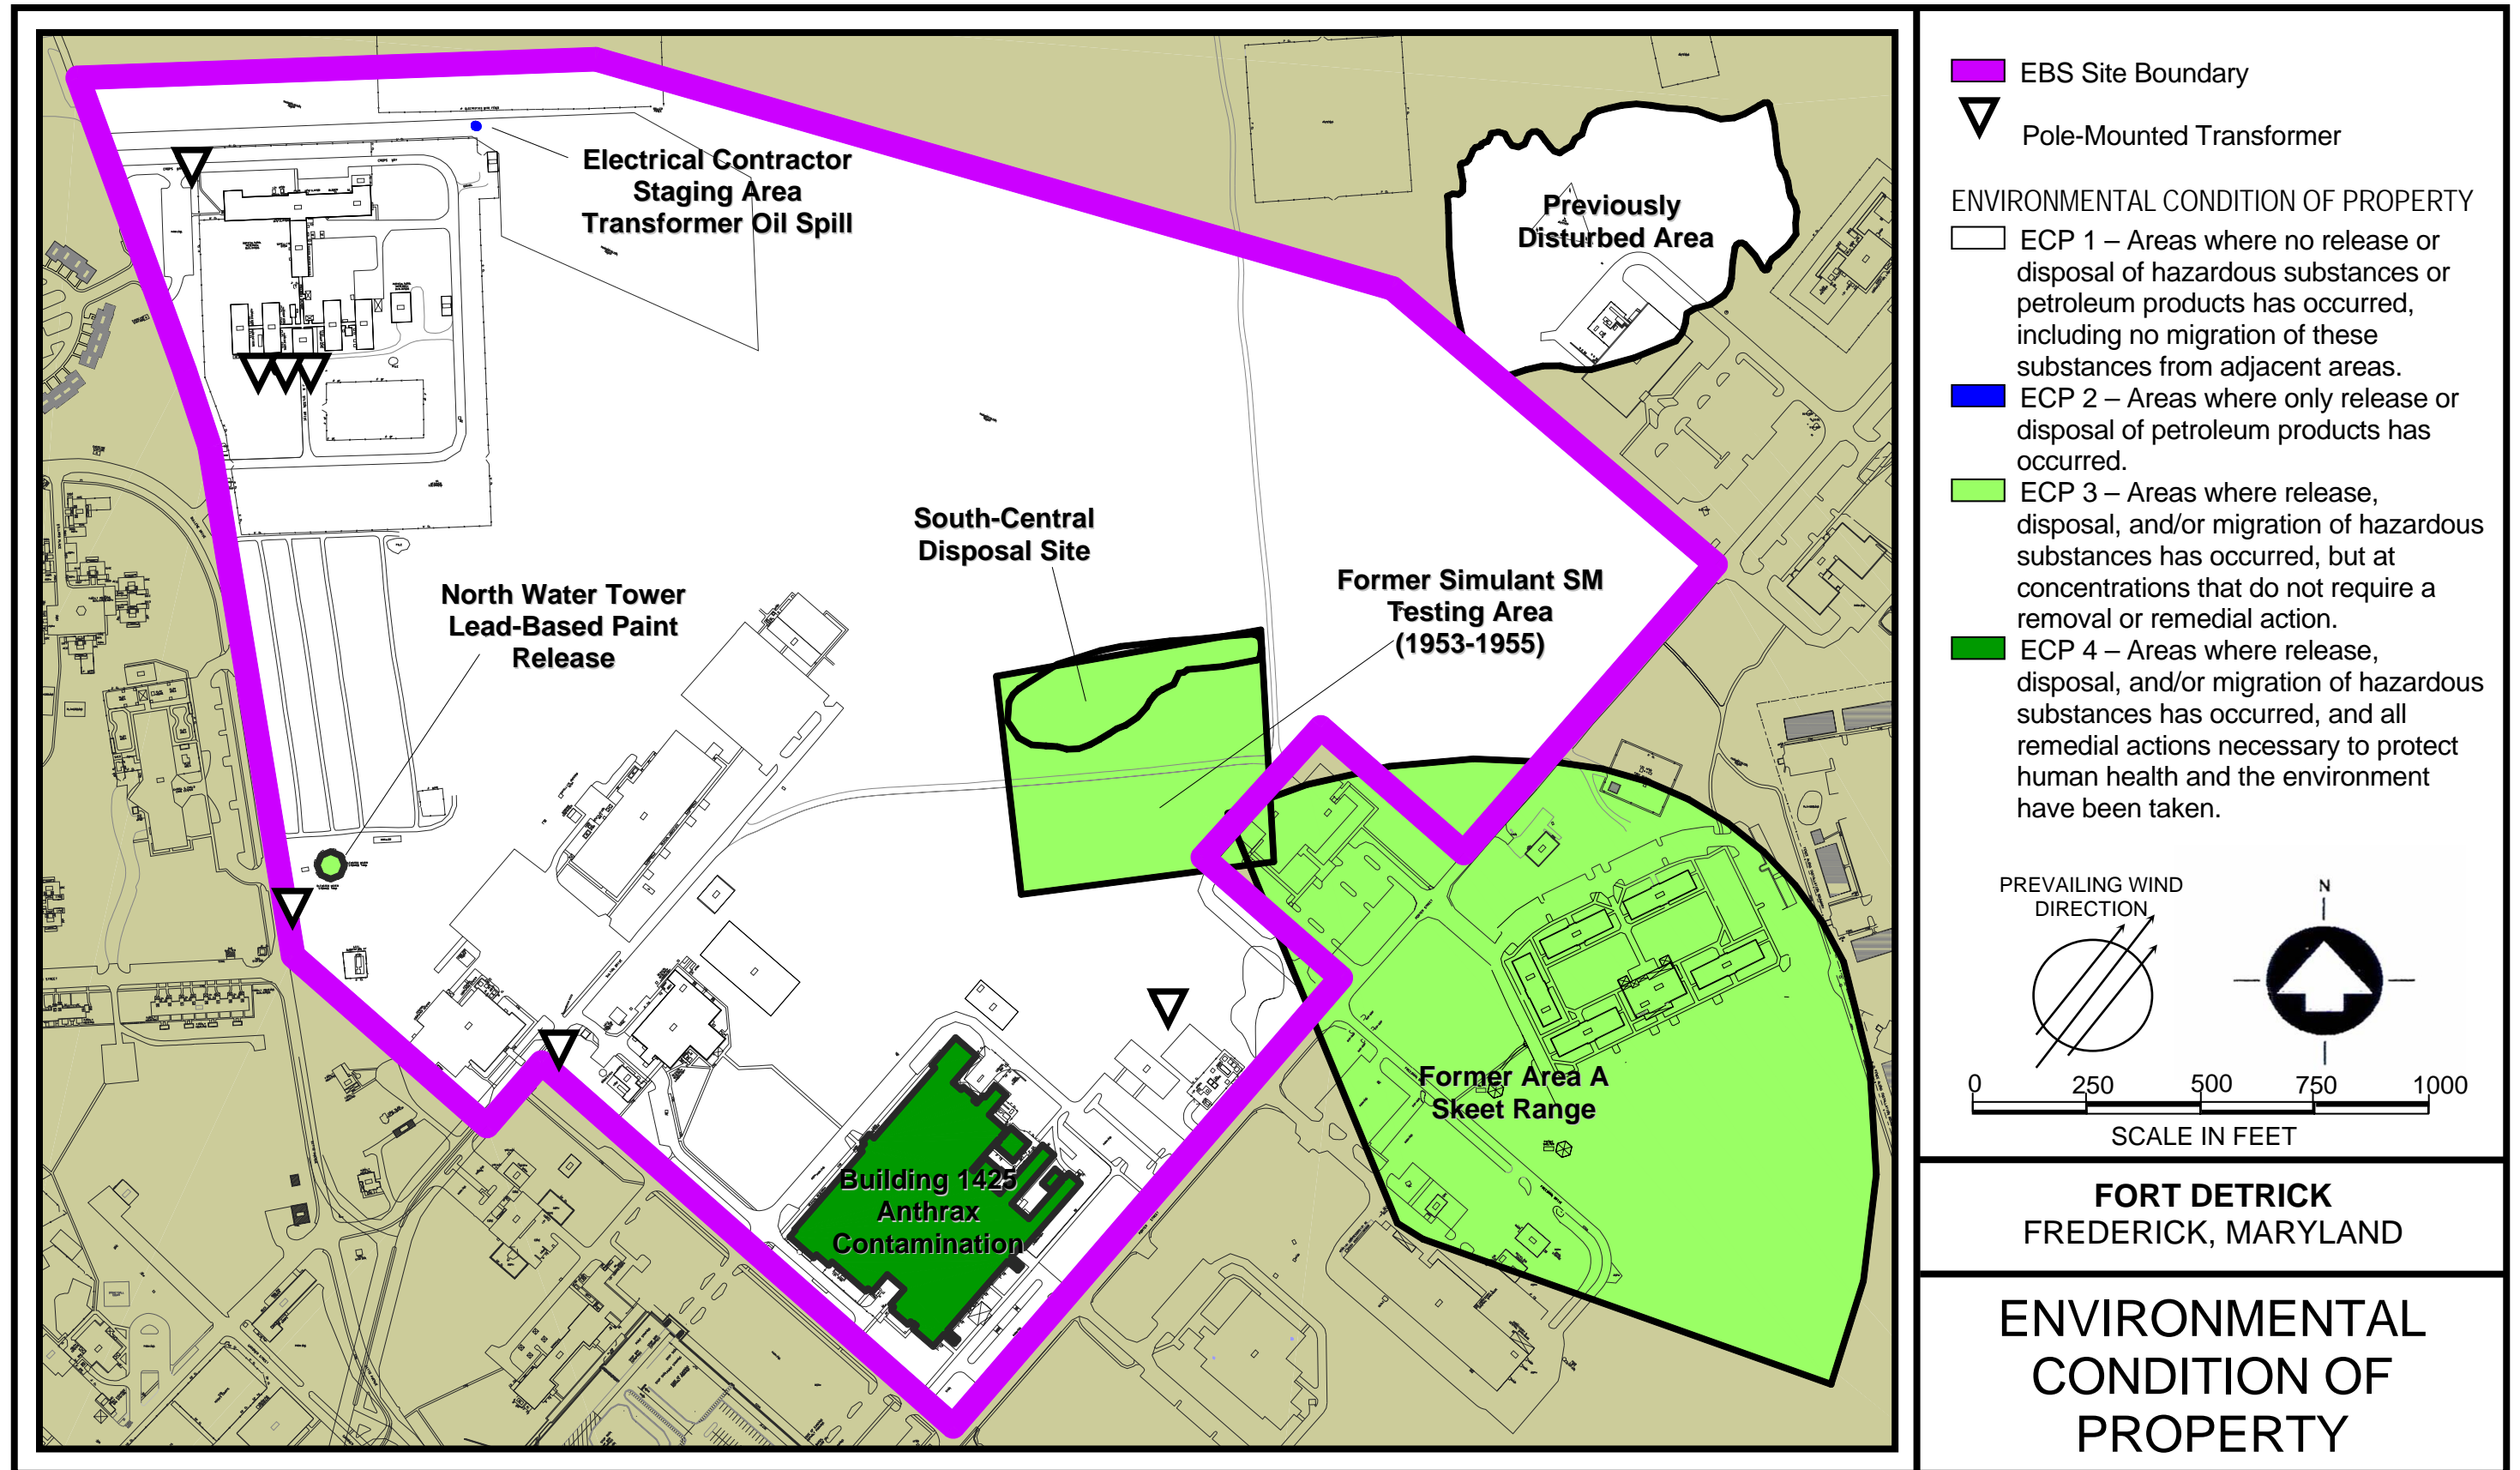 Electrical Contractor
Staging Area
Transformer Oil Spill
Previously
Disturbed Area
South-Central
Disposal Site
North Water Tower
Lead-Based Paint
Release
Former Simulant SM
Testing Area
(1953-1955)
Former Area A
Skeet Range
Building 1425
Anthrax
Contamination
EBS Site Boundary
Pole-Mounted Transformer
ENVIRONMENTAL CONDITION OF PROPERTY
ECP 1 – Areas where no release or
disposal of hazardous substances or
petroleum products has occurred,
including no migration of these
substances from adjacent areas.
ECP 2 – Areas where only release or
disposal of petroleum products has
occurred.
ECP 3 – Areas where release,
disposal, and/or migration of hazardous
substances has occurred, but at
concentrations that do not require a
removal or remedial action.
ECP 4 – Areas where release,
disposal, and/or migration of hazardous
substances has occurred, and all
remedial actions necessary to protect
human health and the environment
have been taken.
PREVAILING WIND
DIRECTION
N
0 250 500 750 1000
SCALE IN FEET
FORT DETRICK
FREDERICK, MARYLAND
ENVIRONMENTAL
CONDITION OF
PROPERTY